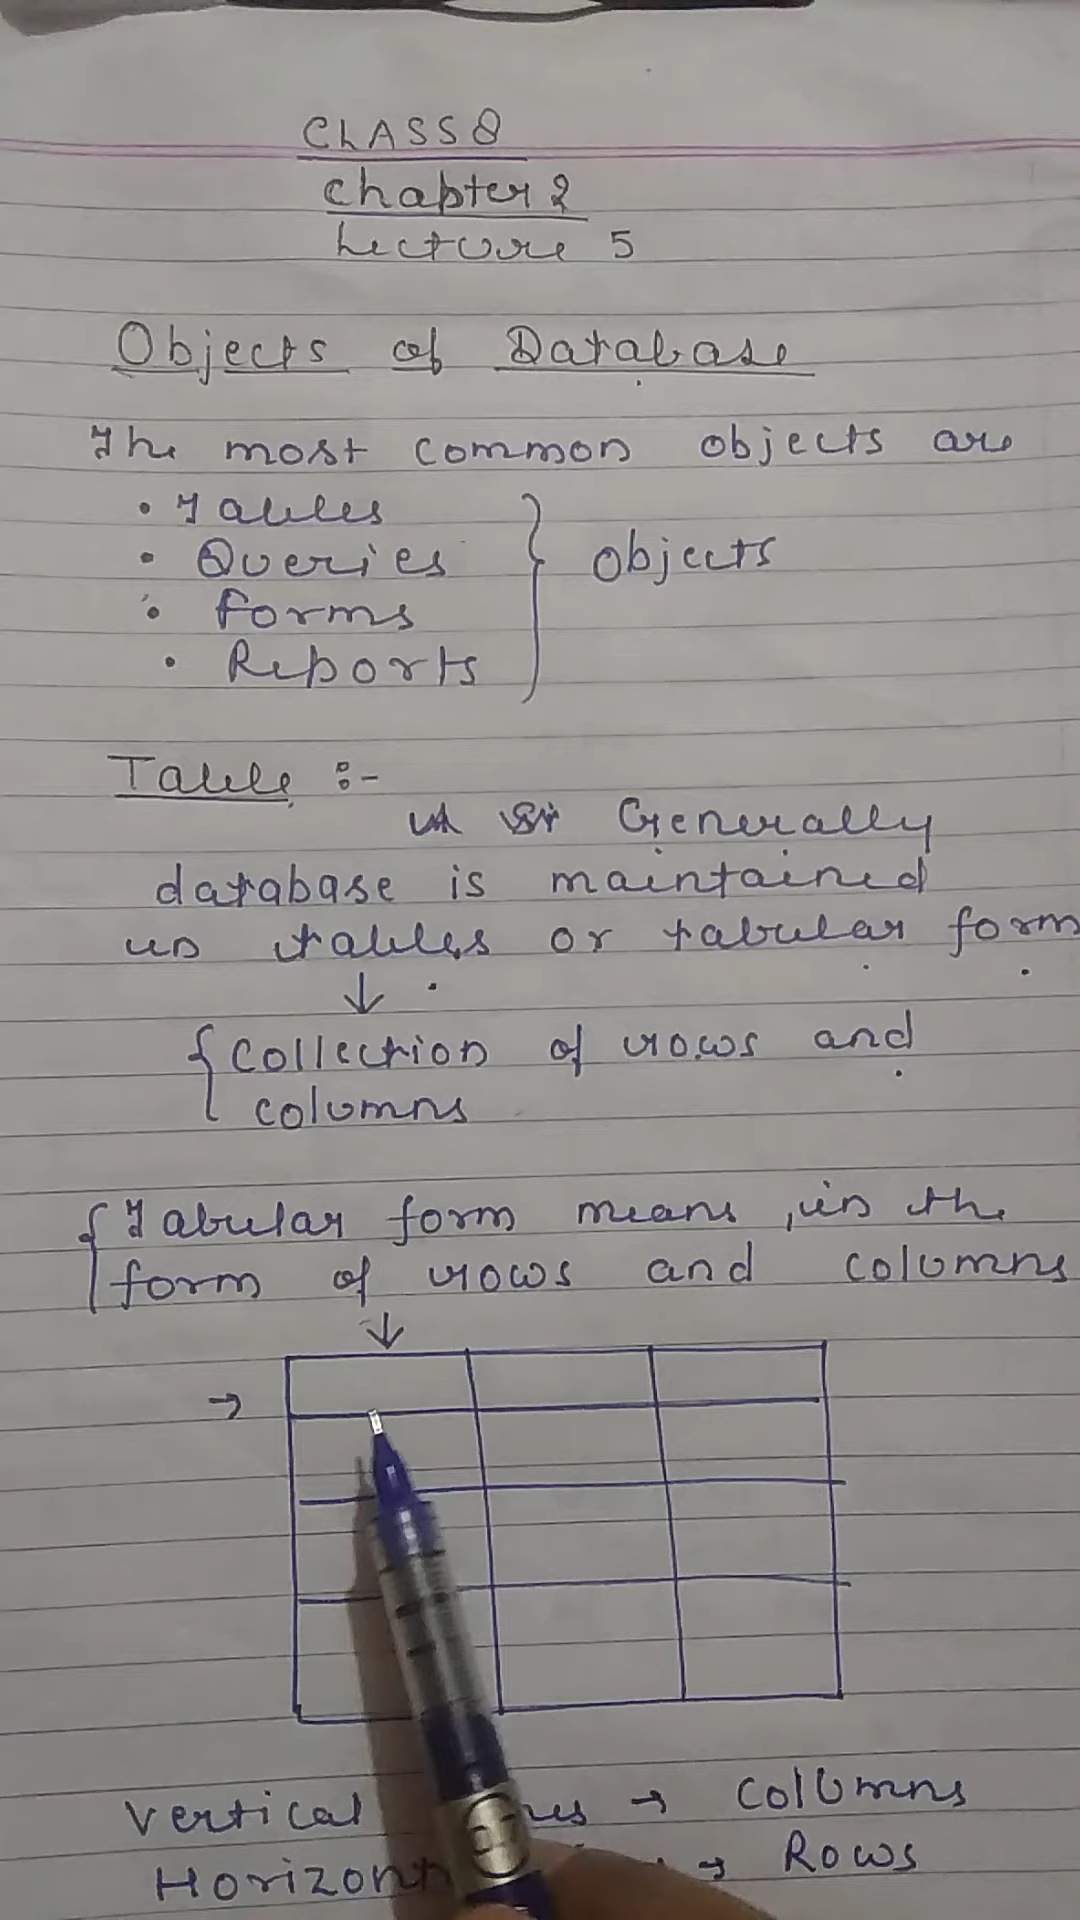 CLASS 8
Chapter 2
Lecture 5
Objects of Database
The most common objects are
• Tables
• Queries
• Forms
• Reports
} Objects
Table :-
Generally
database is maintained
in tables or tabular form
↓
{ Collection of rows and
columns
{ Tabular form means, in the
form of rows and columns
↓
→
Vertical → Columns
→ Rows
0.7